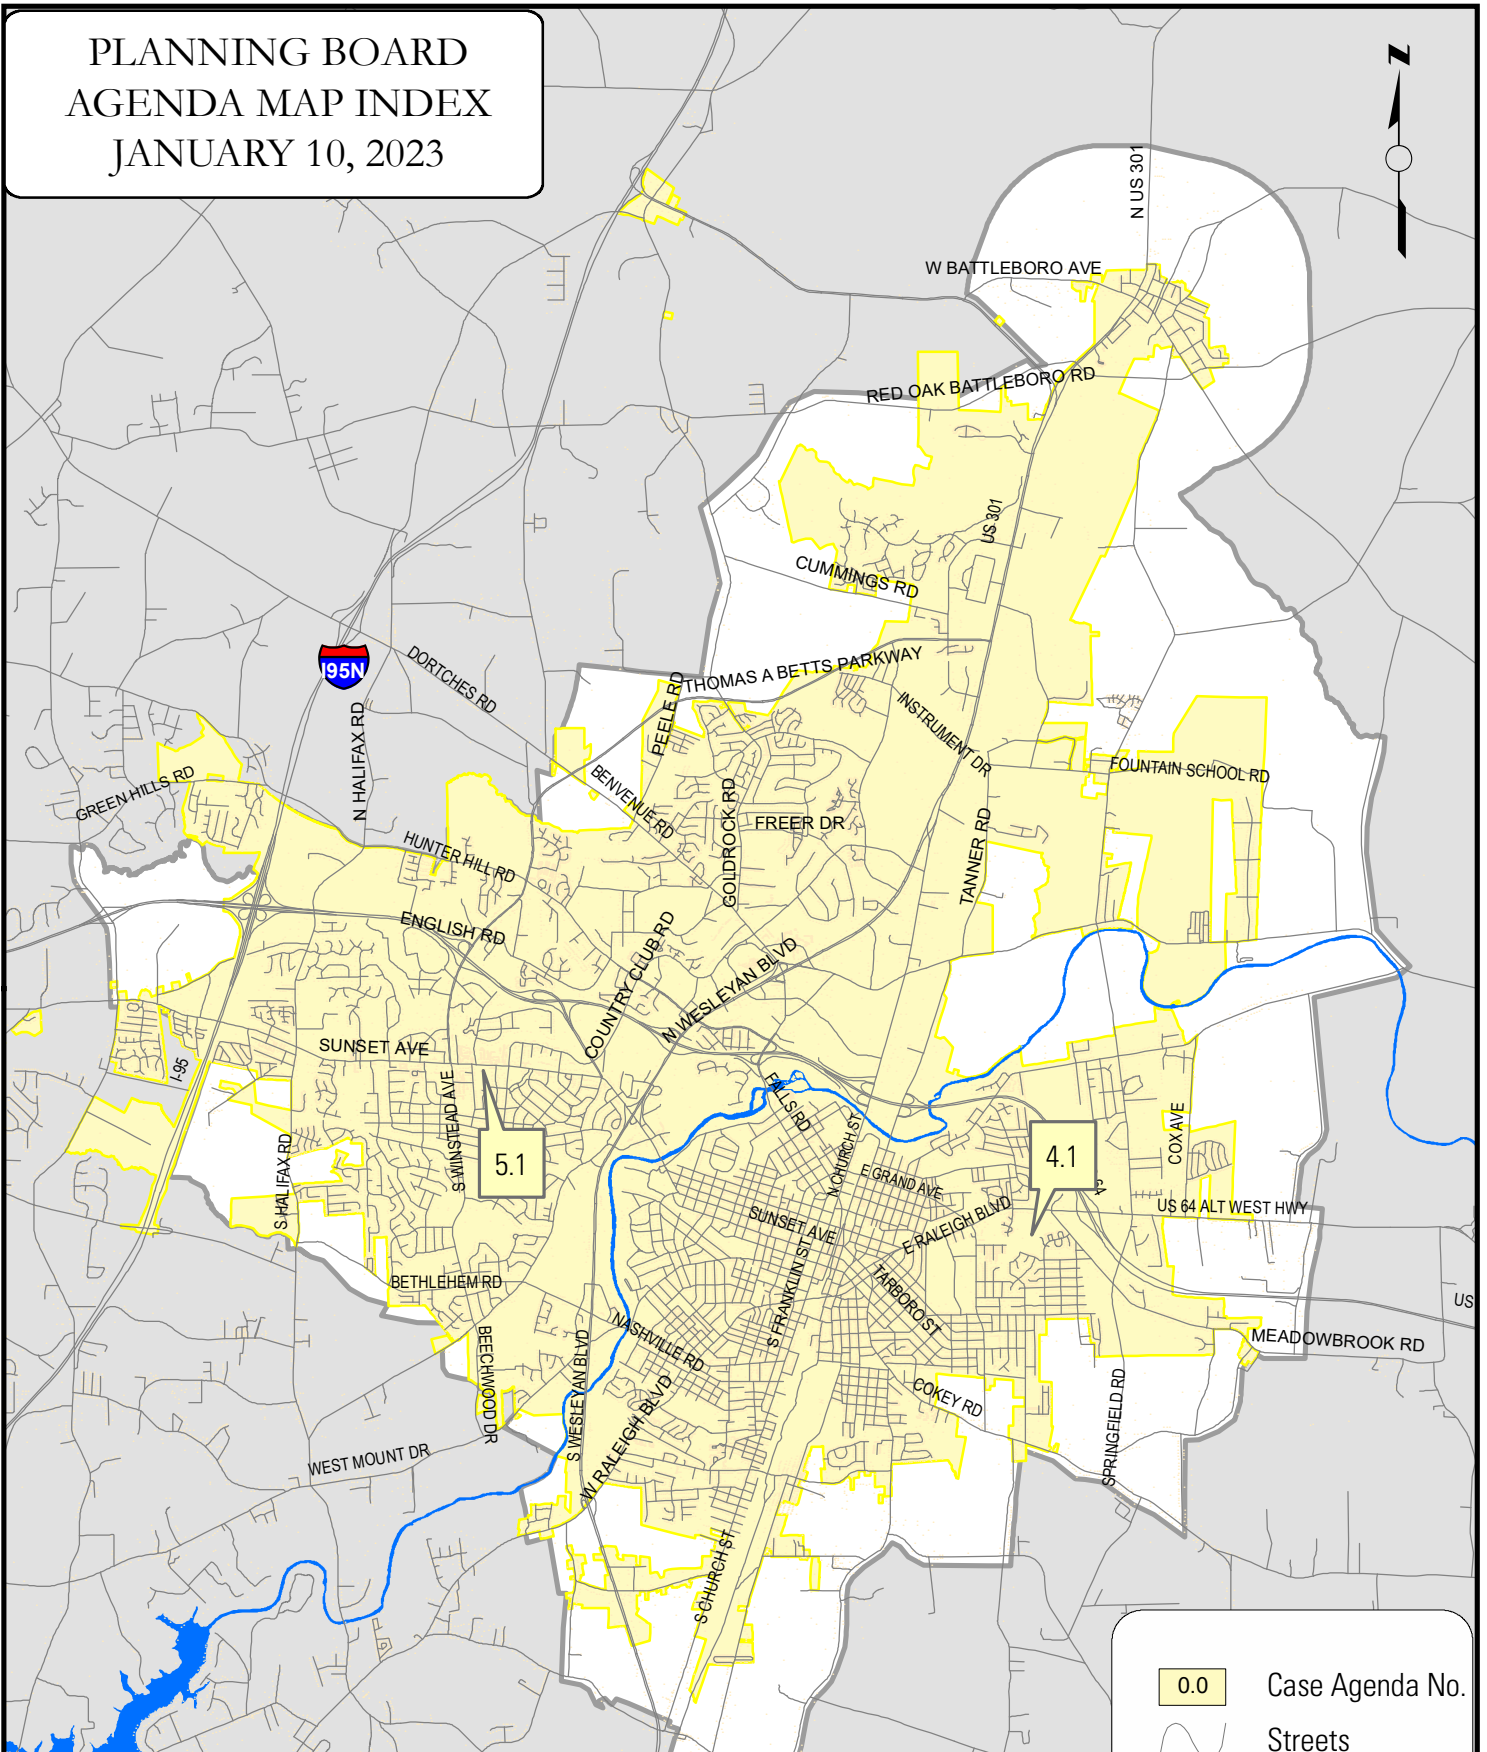 PLANNING BOARD
AGENDA MAP INDEX
JANUARY 10, 2023
N
N US 301
W BATTLEBORO AVE
RED OAK BATTLEBORO RD
US 301
CUMMINGS RD
I95N
DORTCHES RD
THOMAS A BETTS PARKWAY
PEELE RD
N HALIFAX RD
INSTRUMENT DR
FOUNTAIN SCHOOL RD
GREEN HILLS RD
BENVENUE RD
GOLDROCK RD
FREER DR
TANNER RD
HUNTER HILL RD
ENGLISH RD
COUNTRY CLUB RD
N WESLEYAN BLVD
SUNSET AVE
I-95
S WINSTEAD AVE
FALLS RD
N CHURCH ST
COX AVE
5.1
4.1
S HALIFAX RD
E GRAND AVE
64
US 64 ALT WEST HWY
SUNSET AVE
E RALEIGH BLVD
BETHLEHEM RD
S FRANKLIN ST
TARBORO ST
US
NASHVILLE RD
MEADOWBROOK RD
BEECHWOOD DR
S WESLEYAN BLVD
W RALEIGH BLVD
COKEY RD
SPRINGFIELD RD
WEST MOUNT DR
S CHURCH ST
0.0 Case Agenda No.
Streets